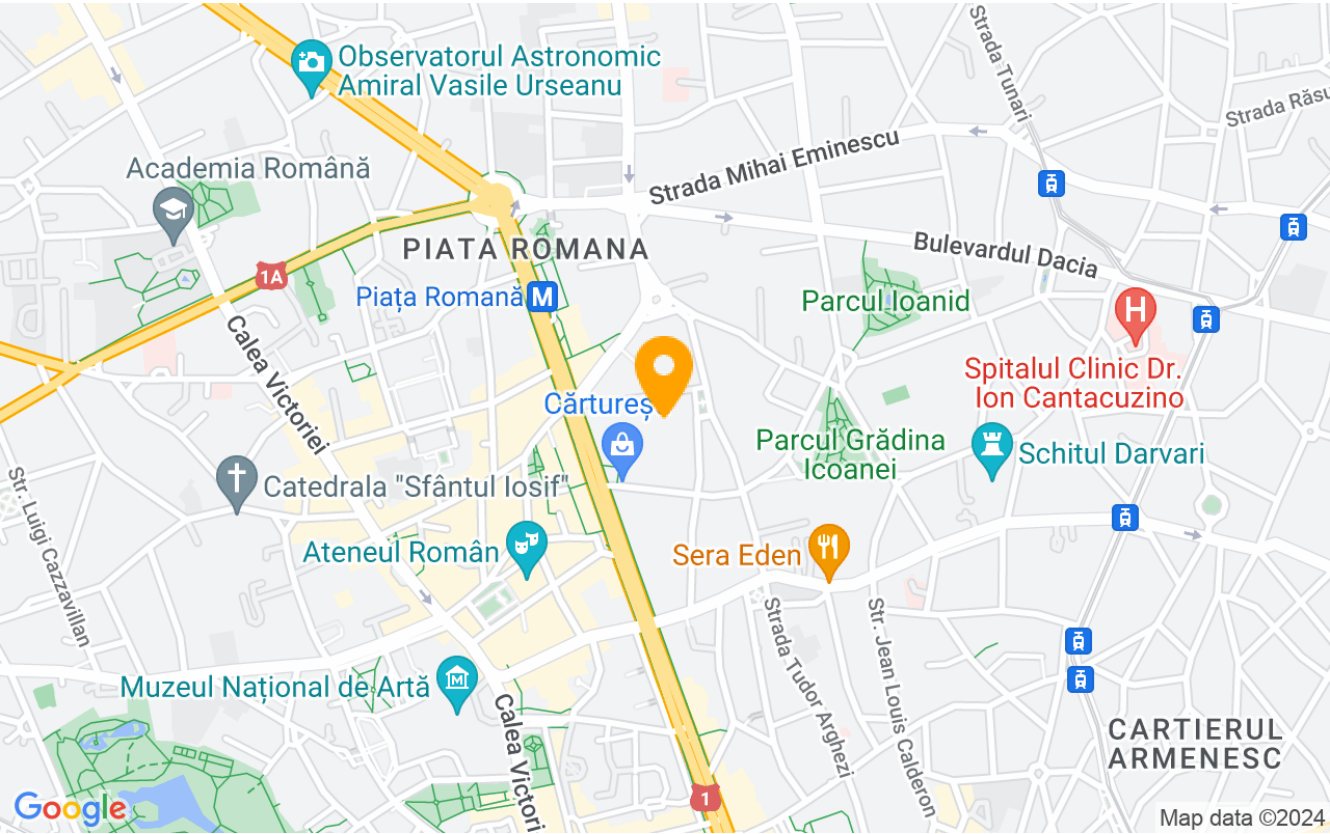 Observatorul Astronomic
Amiral Vasile Urseanu
Strada Tunari
Strada Răsu
Academia Română
Strada Mihai Eminescu
PIATA ROMANA
Bulevardul Dacia
1A
Piața Romană
M
Parcul Ioanid
H
Calea Victoriei
Spitalul Clinic Dr.
Ion Cantacuzino
Cărtureș
Parcul Grădina
Icoanei
Schitul Darvari
Str. Luigi Cazzavillan
Catedrala "Sfântul Iosif"
Ateneul Român
Sera Eden
Strada Tudor Arghezi
Str. Jean Louis Calderon
Muzeul Național de Artă
M
Calea Victori
CARTIERUL
ARMENESC
1
Google
Map data ©2024